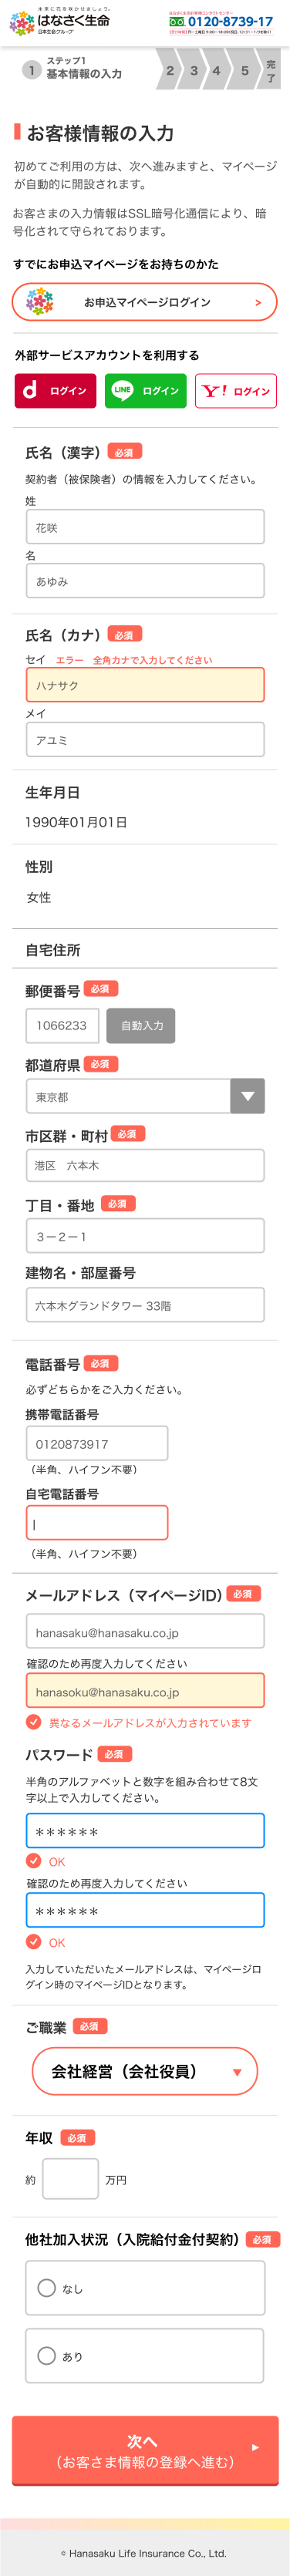 未来に花を咲かせましょう。
はなさく生命
日本生命グループ
0120-8739-17
1
ステップ1
基本情報の入力
2 3 4 5 完了
お客様情報の入力
初めてご利用の方は、次へ進みますと、マイページ
が自動的に開設されます。
お客さまの入力情報はSSL暗号化通信により、暗
号化されて守られております。
すでにお申込マイページをお持ちのかた
お申込マイページログイン >
外部サービスアカウントを利用する
d ログイン
LINE ログイン
Y! ログイン
氏名（漢字） 必須
契約者（被保険者）の情報を入力してください。
姓
花咲
名
あゆみ
氏名（カナ） 必須
セイ エラー 全角カナで入力してください
ハナサク
メイ
アユミ
生年月日
1990年01月01日
性別
女性
自宅住所
郵便番号 必須
1066233 自動入力
都道府県 必須
東京都
市区群・町村 必須
港区　六本木
丁目・番地 必須
３－２－１
建物名・部屋番号
六本木グランドタワー 33階
電話番号 必須
必ずどちらかをご入力ください。
携帯電話番号
0120873917
（半角、ハイフン不要）
自宅電話番号
（半角、ハイフン不要）
メールアドレス（マイページID） 必須
hanasaku@hanasaku.co.jp
確認のため再度入力してください
hanasoku@hanasaku.co.jp
異なるメールアドレスが入力されています
パスワード 必須
半角のアルファベットと数字を組み合わせて8文
字以上で入力してください。
＊＊＊＊＊＊
OK
確認のため再度入力してください
＊＊＊＊＊＊
OK
入力していただいたメールアドレスは、マイページロ
グイン時のマイページIDとなります。
ご職業 必須
会社経営（会社役員）
年収 必須
約 万円
他社加入状況（入院給付金付契約） 必須
なし
あり
次へ
（お客さま情報の登録へ進む）
© Hanasaku Life Insurance Co., Ltd.